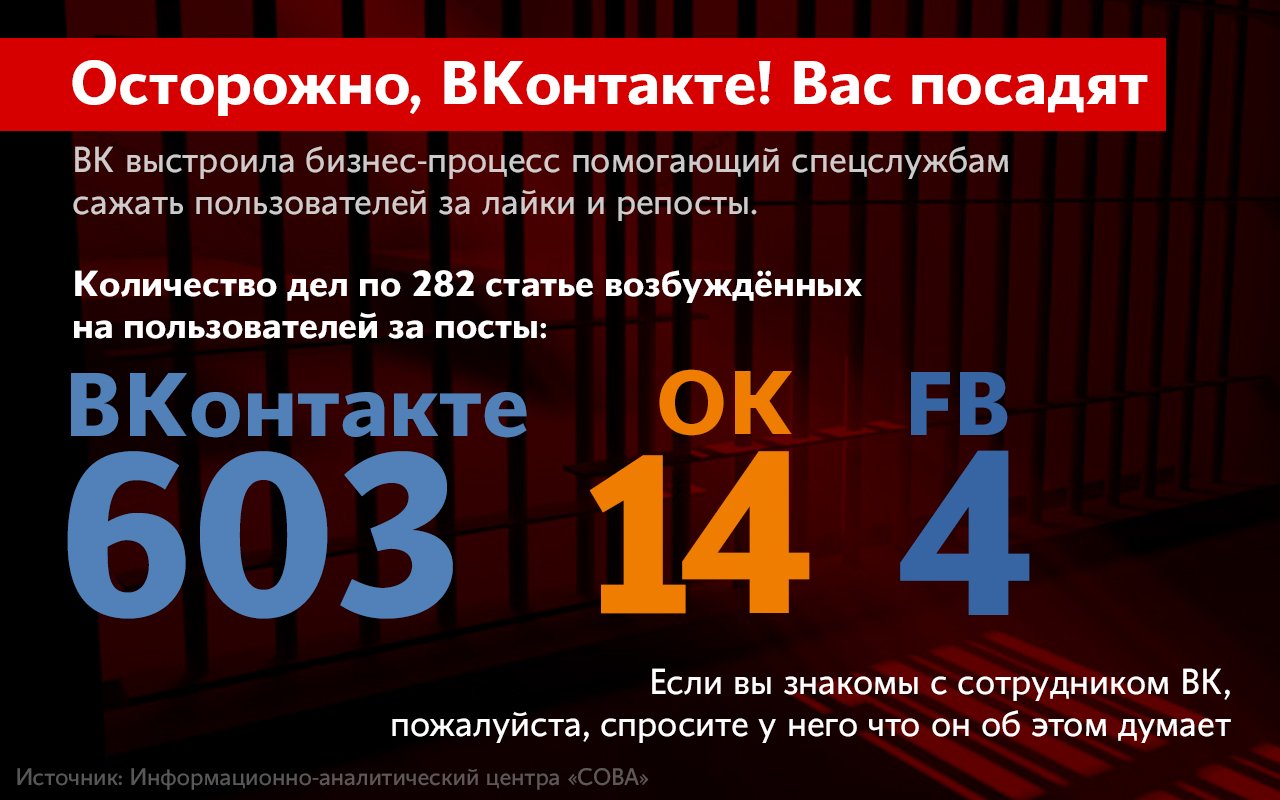 Осторожно, ВКонтакте! Вас посадят
ВК выстроила бизнес-процесс помогающий спецслужбам
сажать пользователей за лайки и репосты.
Количество дел по 282 статье возбуждённых
на пользователей за посты:
ВКонтакте ОК FB
603 14 4
Если вы знакомы с сотрудником ВК,
пожалуйста, спросите у него что он об этом думает
Источник: Информационно-аналитический центра «СОВА»